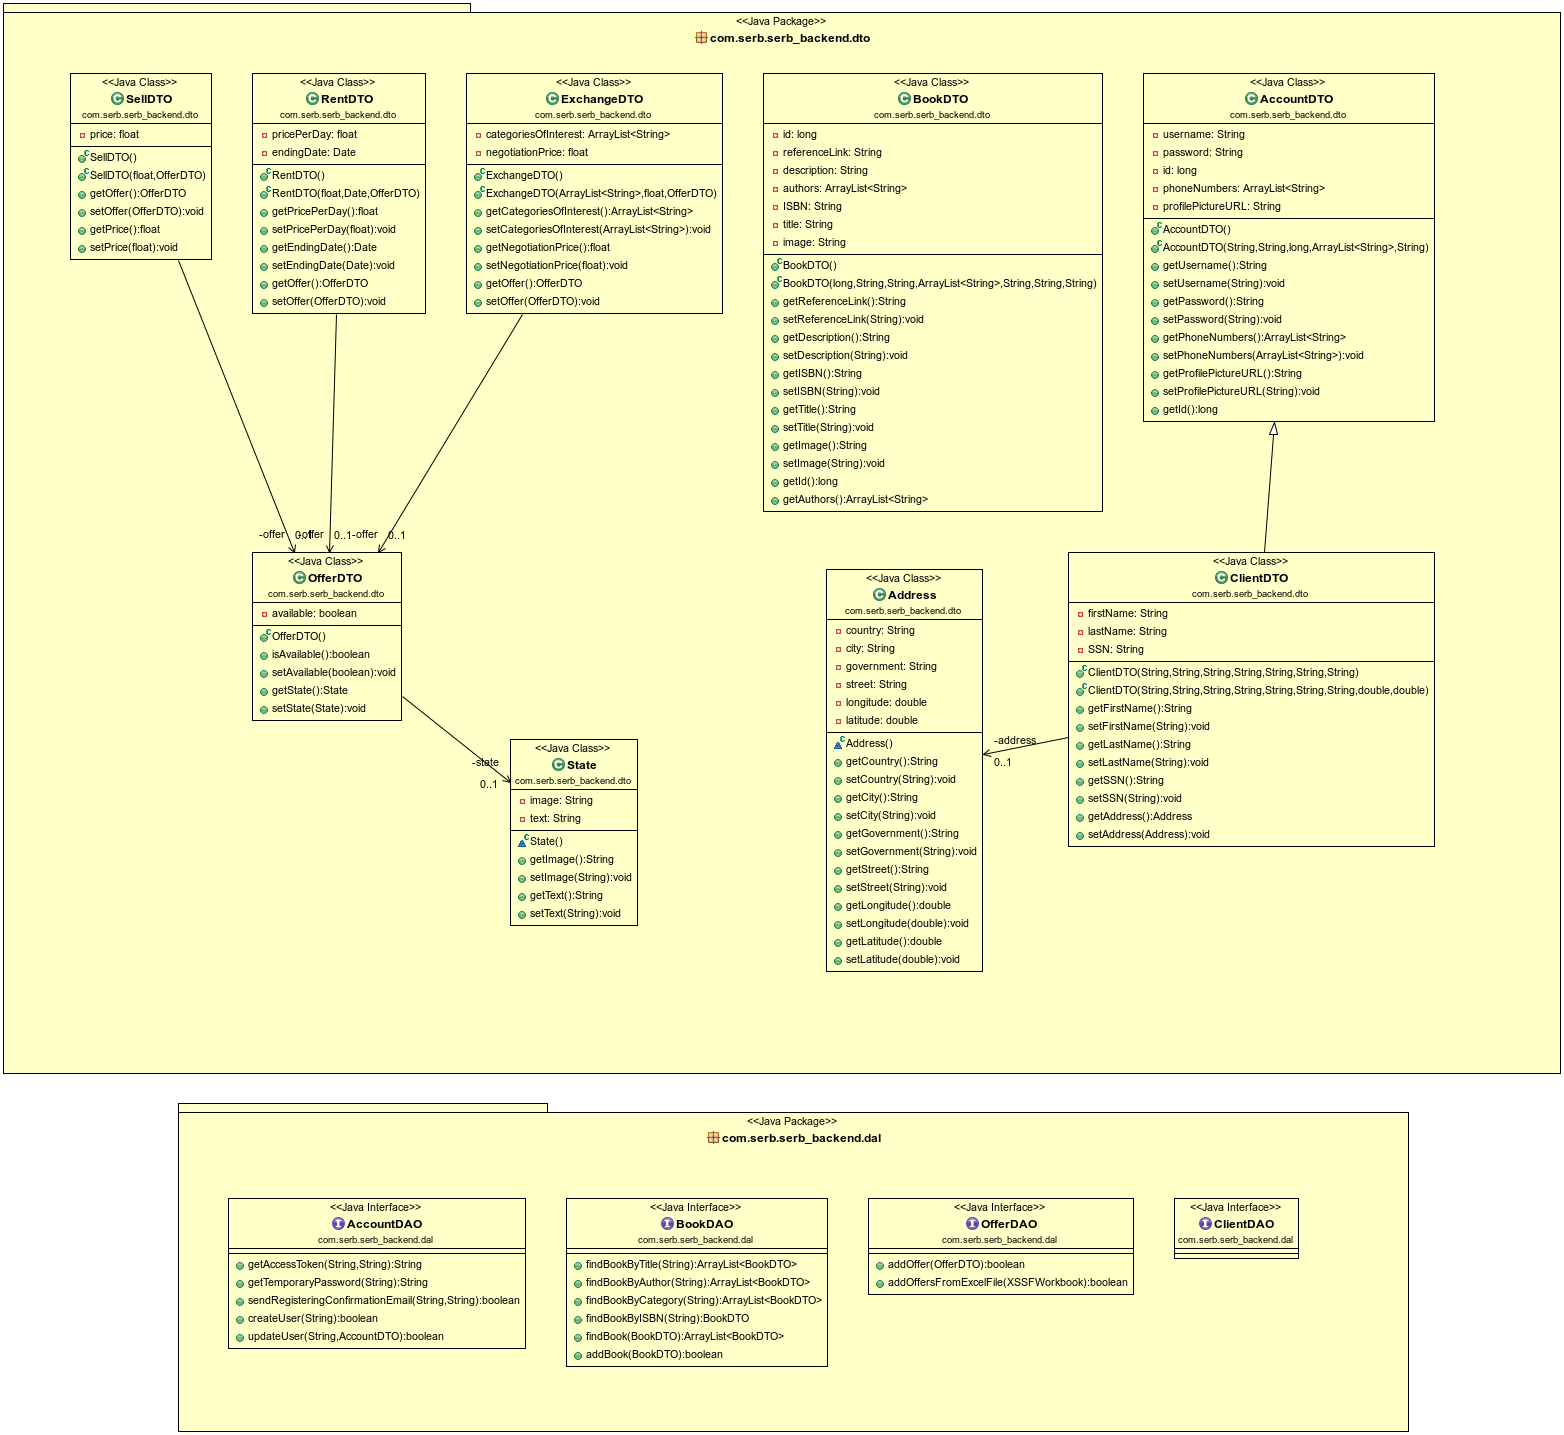 <<Java Package>>
com.serb.serb_backend.dto
<<Java Class>>
SellDTO
com.serb.serb_backend.dto
price: float
SellDTO()
SellDTO(float,OfferDTO)
getOffer():OfferDTO
setOffer(OfferDTO):void
getPrice():float
setPrice(float):void
<<Java Class>>
RentDTO
com.serb.serb_backend.dto
pricePerDay: float
endingDate: Date
RentDTO()
RentDTO(float,Date,OfferDTO)
getPricePerDay():float
setPricePerDay(float):void
getEndingDate():Date
setEndingDate(Date):void
getOffer():OfferDTO
setOffer(OfferDTO):void
<<Java Class>>
ExchangeDTO
com.serb.serb_backend.dto
categoriesOfInterest: ArrayList<String>
negotiationPrice: float
ExchangeDTO()
ExchangeDTO(ArrayList<String>,float,OfferDTO)
getCategoriesOfInterest():ArrayList<String>
setCategoriesOfInterest(ArrayList<String>):void
getNegotiationPrice():float
setNegotiationPrice(float):void
getOffer():OfferDTO
setOffer(OfferDTO):void
<<Java Class>>
BookDTO
com.serb.serb_backend.dto
id: long
referenceLink: String
description: String
authors: ArrayList<String>
ISBN: String
title: String
image: String
BookDTO()
BookDTO(long,String,String,ArrayList<String>,String,String,String)
getReferenceLink():String
setReferenceLink(String):void
getDescription():String
setDescription(String):void
getISBN():String
setISBN(String):void
getTitle():String
setTitle(String):void
getImage():String
setImage(String):void
getId():long
getAuthors():ArrayList<String>
<<Java Class>>
AccountDTO
com.serb.serb_backend.dto
username: String
password: String
id: long
phoneNumbers: ArrayList<String>
profilePictureURL: String
AccountDTO()
AccountDTO(String,String,long,ArrayList<String>,String)
getUsername():String
setUsername(String):void
getPassword():String
setPassword(String):void
getPhoneNumbers():ArrayList<String>
setPhoneNumbers(ArrayList<String>):void
getProfilePictureURL():String
setProfilePictureURL(String):void
getId():long
-offer
0..1
-offer
0..1
-offer
0..1
<<Java Class>>
OfferDTO
com.serb.serb_backend.dto
available: boolean
OfferDTO()
isAvailable():boolean
setAvailable(boolean):void
getState():State
setState(State):void
-state
0..1
<<Java Class>>
State
com.serb.serb_backend.dto
image: String
text: String
State()
getImage():String
setImage(String):void
getText():String
setText(String):void
<<Java Class>>
Address
com.serb.serb_backend.dto
country: String
city: String
government: String
street: String
longitude: double
latitude: double
Address()
getCountry():String
setCountry(String):void
getCity():String
setCity(String):void
getGovernment():String
setGovernment(String):void
getStreet():String
setStreet(String):void
getLongitude():double
setLongitude(double):void
getLatitude():double
setLatitude(double):void
-address
0..1
<<Java Class>>
ClientDTO
com.serb.serb_backend.dto
firstName: String
lastName: String
SSN: String
ClientDTO(String,String,String,String,String,String,String)
ClientDTO(String,String,String,String,String,String,String,double,double)
getFirstName():String
setFirstName(String):void
getLastName():String
setLastName(String):void
getSSN():String
setSSN(String):void
getAddress():Address
setAddress(Address):void
<<Java Package>>
com.serb.serb_backend.dal
<<Java Interface>>
AccountDAO
com.serb.serb_backend.dal
getAccessToken(String,String):String
getTemporaryPassword(String):String
sendRegisteringConfirmationEmail(String,String):boolean
createUser(String):boolean
updateUser(String,AccountDTO):boolean
<<Java Interface>>
BookDAO
com.serb.serb_backend.dal
findBookByTitle(String):ArrayList<BookDTO>
findBookByAuthor(String):ArrayList<BookDTO>
findBookByCategory(String):ArrayList<BookDTO>
findBookByISBN(String):BookDTO
findBook(BookDTO):ArrayList<BookDTO>
addBook(BookDTO):boolean
<<Java Interface>>
OfferDAO
com.serb.serb_backend.dal
addOffer(OfferDTO):boolean
addOffersFromExcelFile(XSSFWorkbook):boolean
<<Java Interface>>
ClientDAO
com.serb.serb_backend.dal